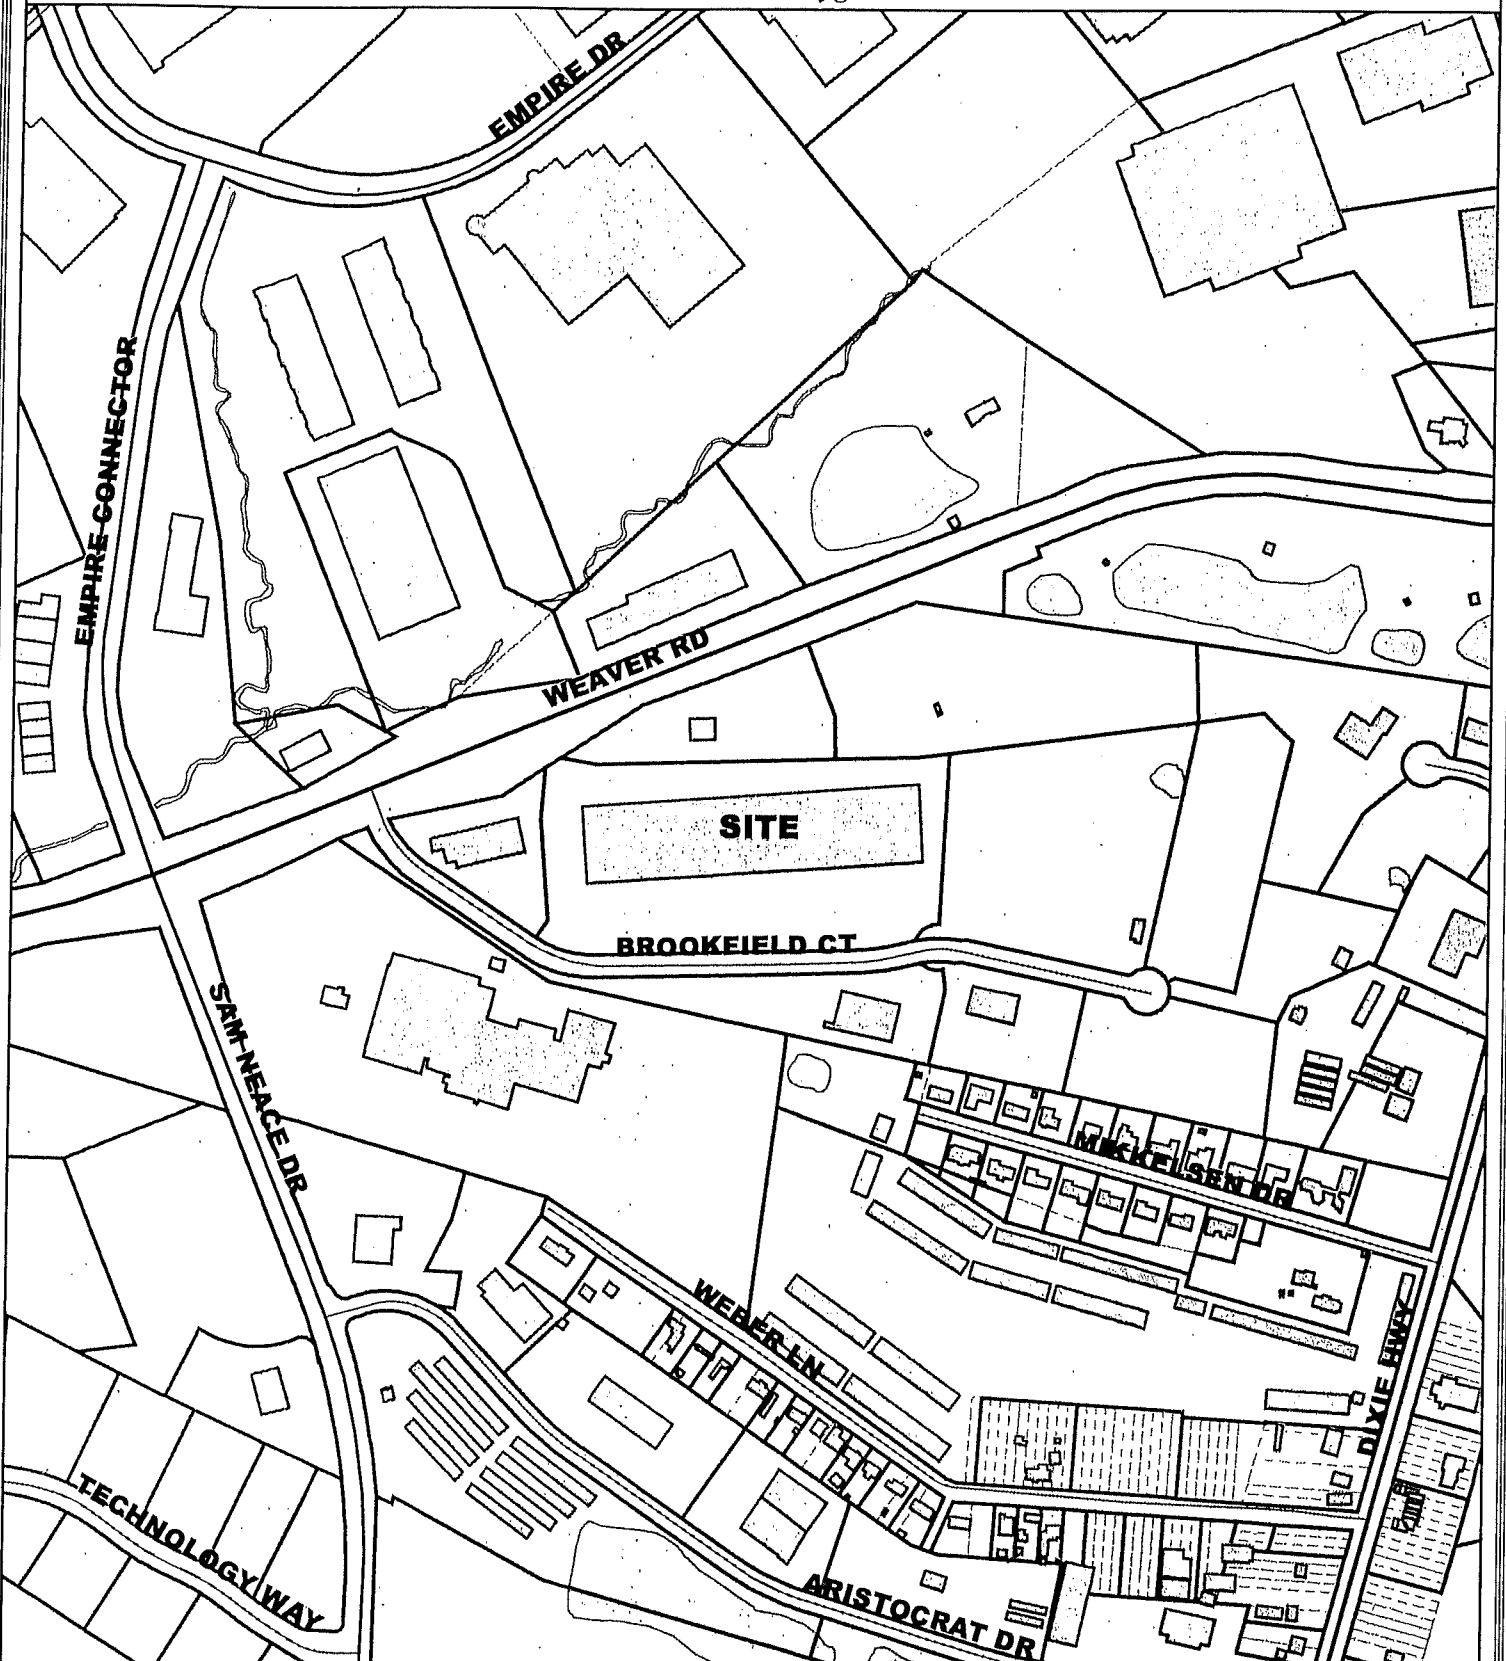 EMPIRE DR
EMPIRE CONNECTOR
WEAVER RD
SITE
BROOKFIELD CT
SAM NEACE DR
MEKKELSEN DR
WEBER LN
DIXIE HWY
TECHNOLOGY WAY
ARISTOCRAT DR